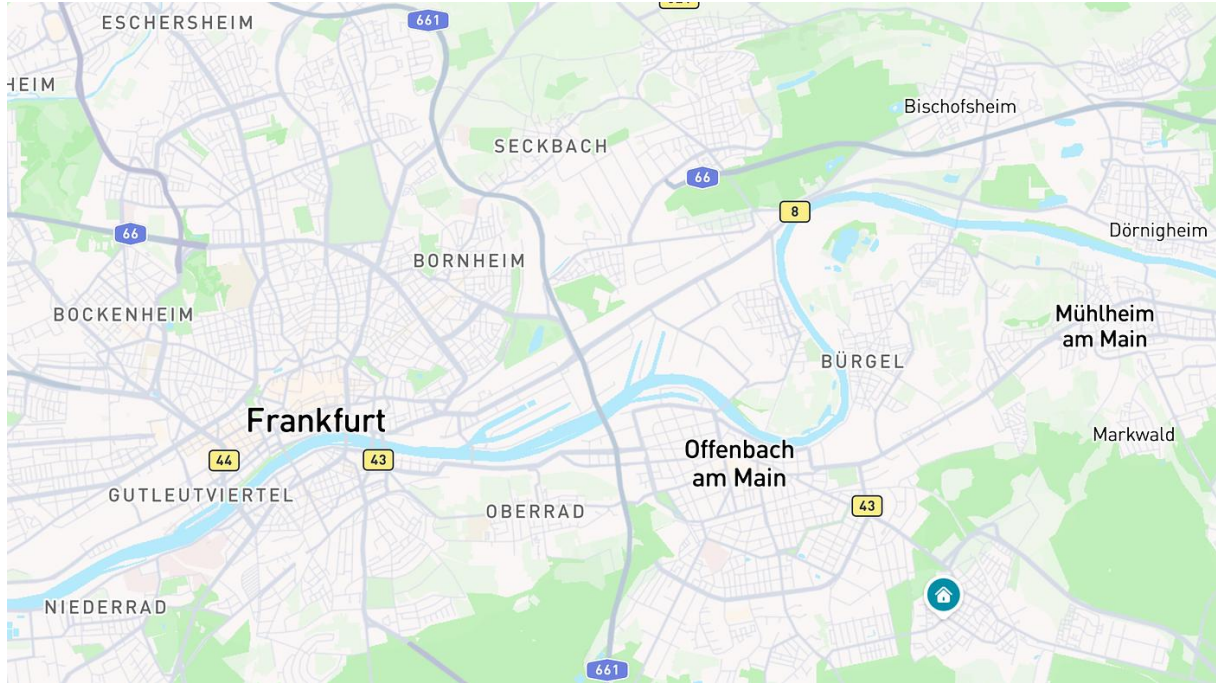 ESCHERSHEIM
661
HEIM
Bischofsheim
SECKBACH
66
8
66
Dörnigheim
BORNHEIM
BOCKENHEIM
Mühlheim
am Main
BÜRGEL
Frankfurt
Markwald
Offenbach
am Main
44
43
GUTLEUTVIERTEL
43
OBERRAD
NIEDERRAD
661